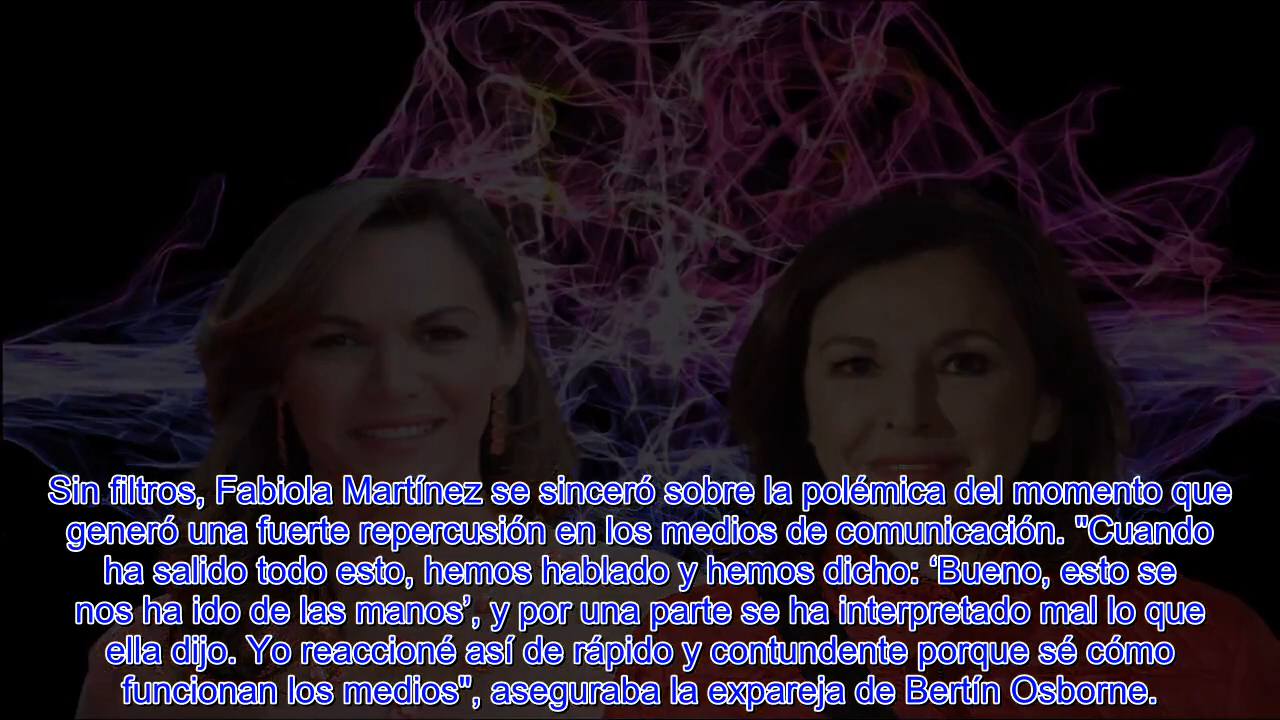 Sin filtros, Fabiola Martínez se sinceró sobre la polémica del momento que
generó una fuerte repercusión en los medios de comunicación. "Cuando
ha salido todo esto, hemos hablado y hemos dicho: ‘Bueno, esto se
nos ha ido de las manos’, y por una parte se ha interpretado mal lo que
ella dijo. Yo reaccioné así de rápido y contundente porque sé cómo
funcionan los medios", aseguraba la expareja de Bertín Osborne.